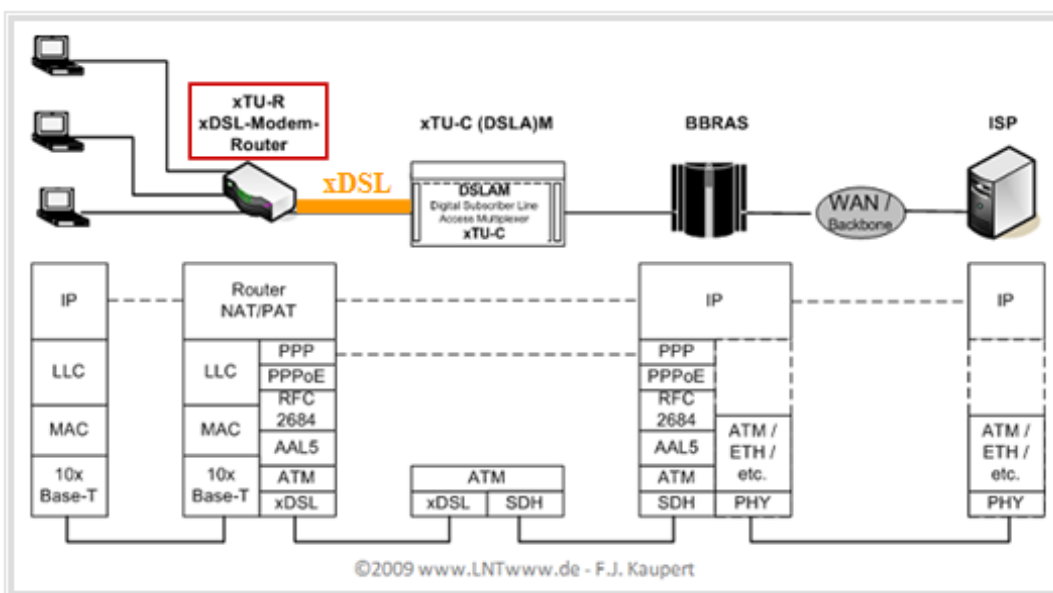 xTU-R
xDSL-Modem-
Router
xTU-C (DSLA)M
BBRAS
ISP
xDSL
DSLAM
Digital Subscriber Line
Access Multiplexer
xTU-C
WAN /
Backbone
IP
Router
NAT/PAT
IP
IP
LLC
LLC
PPP
PPPoE
RFC
2684
AAL5
ATM
xDSL
MAC
MAC
10x
Base-T
10x
Base-T
ATM
xDSL
SDH
PPP
PPPoE
RFC
2684
AAL5
ATM
SDH
ATM /
ETH /
etc.
PHY
ATM /
ETH /
etc.
PHY
©2009 www.LNTwww.de - F.J. Kaupert